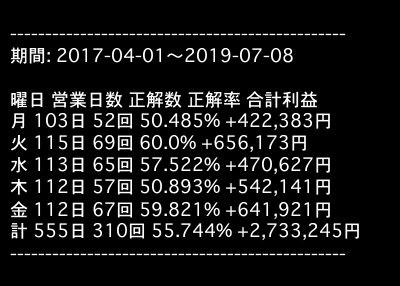 ------------------------------------------------
期間: 2017-04-01～2019-07-08
曜日 営業日数 正解数 正解率 合計利益
月 103日 52回 50.485% +422,383円
火 115日 69回 60.0% +656,173円
水 113日 65回 57.522% +470,627円
木 112日 57回 50.893% +542,141円
金 112日 67回 59.821% +641,921円
計 555日 310回 55.744% +2,733,245円
------------------------------------------------